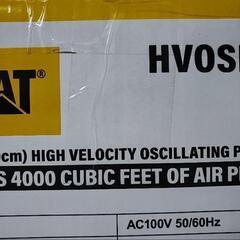 AT®
HVOS
cm) HIGH VELOCITY OSCILLATING P
S 4000 CUBIC FEET OF AIR P
AC100V 50/60Hz